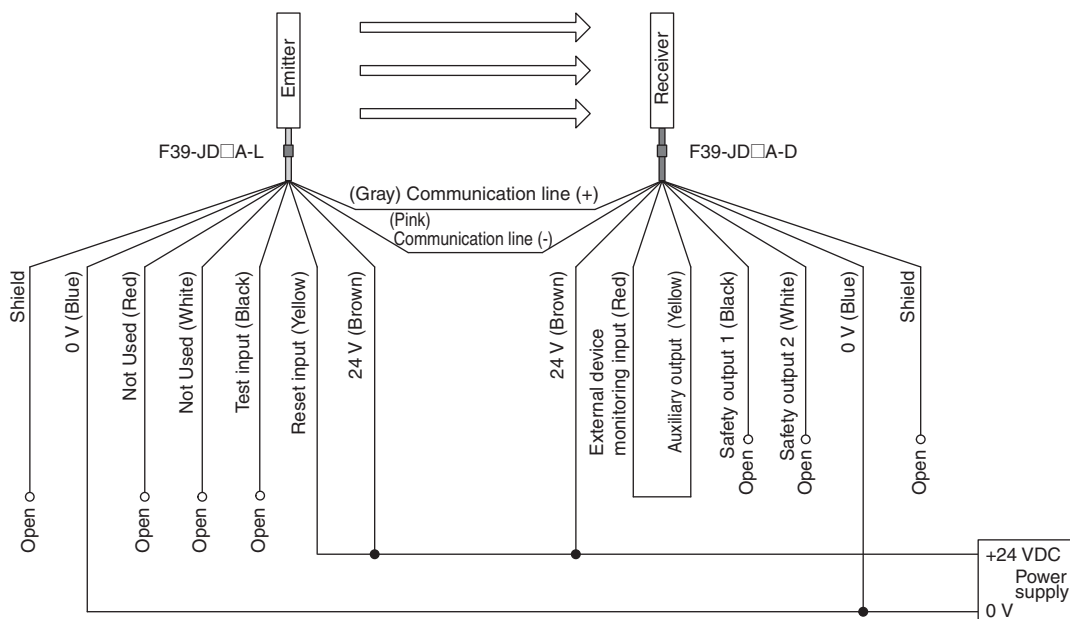 Emitter
Receiver
F39-JD□A-L
F39-JD□A-D
(Gray) Communication line (+)
(Pink)
Communication line (-)
Shield
0 V (Blue)
Not Used (Red)
Not Used (White)
Test input (Black)
Reset input (Yellow)
24 V (Brown)
24 V (Brown)
External device
monitoring input (Red)
Auxiliary output (Yellow)
Safety output 1 (Black)
Safety output 2 (White)
0 V (Blue)
Shield
Open
Open
Open
Open
Open
Open
Open
+24 VDC
Power
supply
0 V